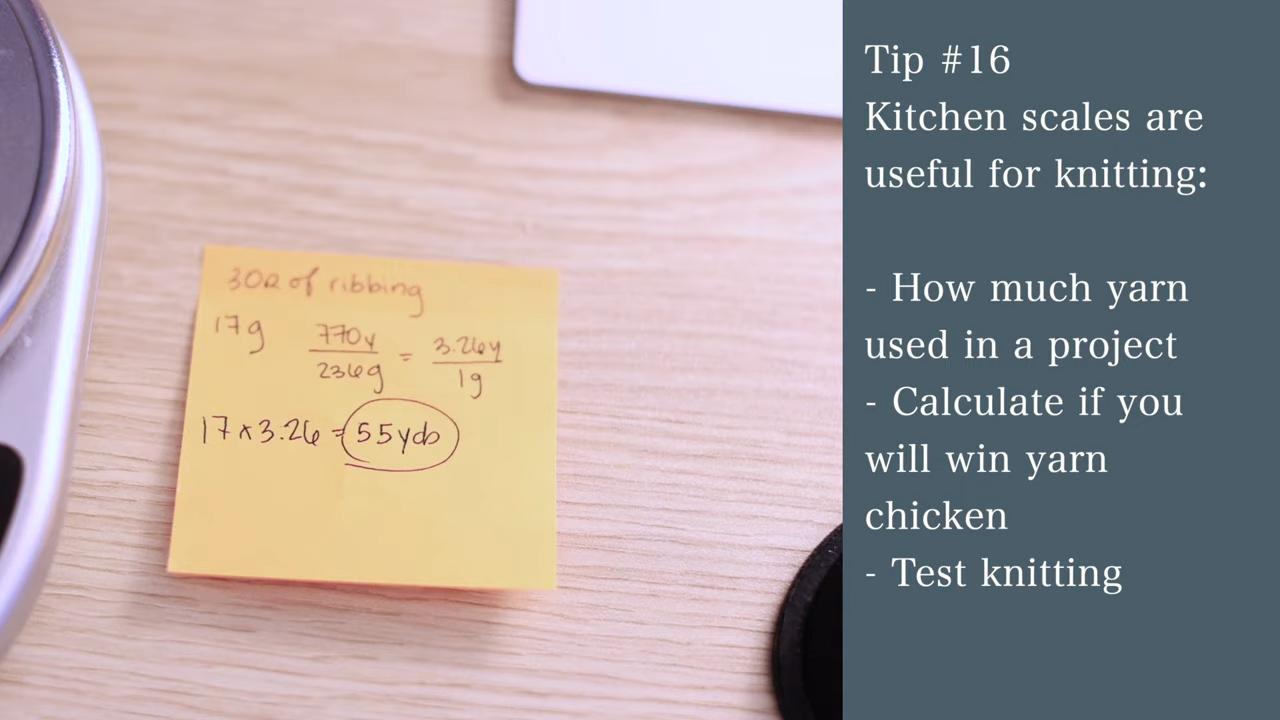 30R of ribbing
17g 770y/236g = 3.26y/1g
17 x 3.26 = 55yds
Tip #16
Kitchen scales are
useful for knitting:
- How much yarn
used in a project
- Calculate if you
will win yarn
chicken
- Test knitting